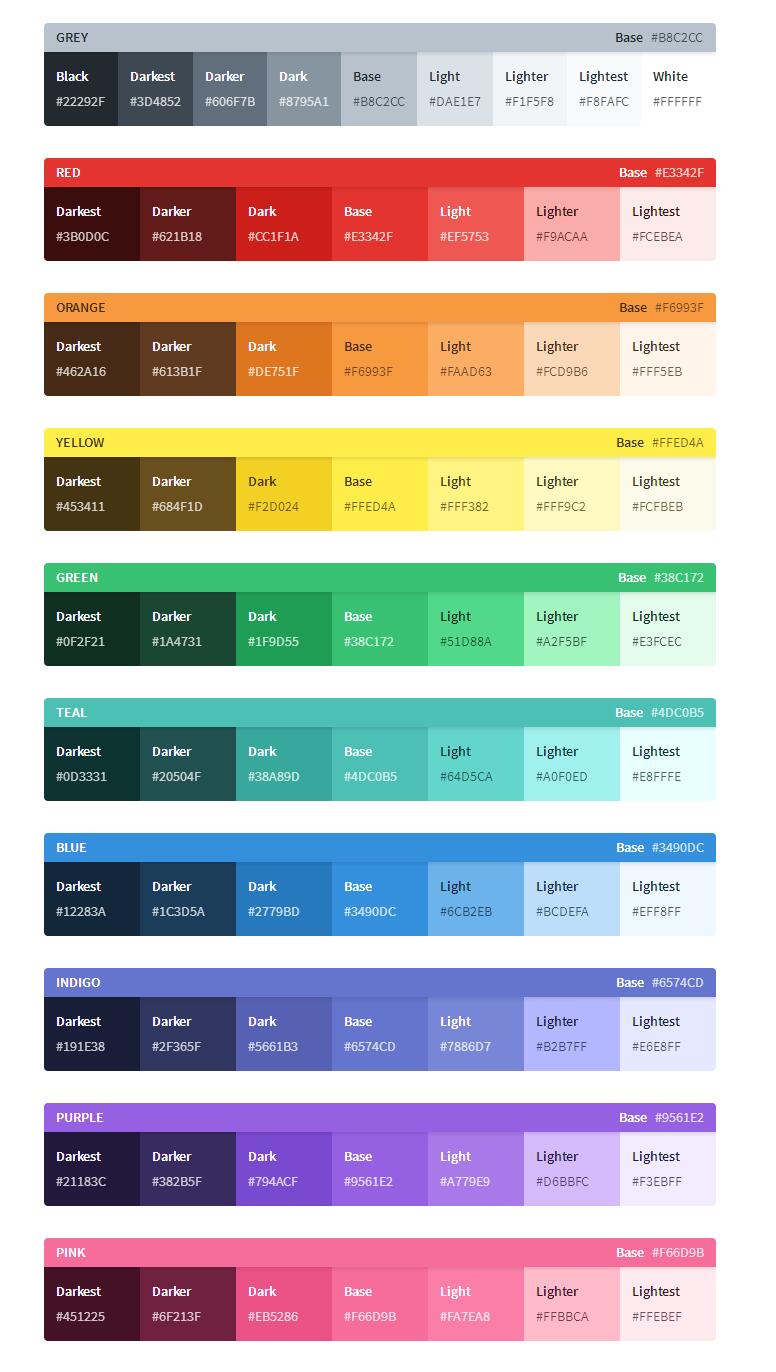 GREY Base #B8C2CC
Black Darkest Darker Dark Base Light Lighter Lightest White
#22292F #3D4852 #606F7B #8795A1 #B8C2CC #DAE1E7 #F1F5F8 #F8FAFC #FFFFFF
RED Base #E3342F
Darkest Darker Dark Base Light Lighter Lightest
#3B0D0C #621B18 #CC1F1A #E3342F #EF5753 #F9ACAA #FCEBEA
ORANGE Base #F6993F
Darkest Darker Dark Base Light Lighter Lightest
#462A16 #613B1F #DE751F #F6993F #FAAD63 #FCD9B6 #FFF5EB
YELLOW Base #FFED4A
Darkest Darker Dark Base Light Lighter Lightest
#453411 #684F1D #F2D024 #FFED4A #FFF382 #FFF9C2 #FCFBEB
GREEN Base #38C172
Darkest Darker Dark Base Light Lighter Lightest
#0F2F21 #1A4731 #1F9D55 #38C172 #51D88A #A2F5BF #E3FCEC
TEAL Base #4DC0B5
Darkest Darker Dark Base Light Lighter Lightest
#0D3331 #20504F #38A89D #4DC0B5 #64D5CA #A0F0ED #E8FFFE
BLUE Base #3490DC
Darkest Darker Dark Base Light Lighter Lightest
#12283A #1C3D5A #2779BD #3490DC #6CB2EB #BCDEFA #EFF8FF
INDIGO Base #6574CD
Darkest Darker Dark Base Light Lighter Lightest
#191E38 #2F365F #5661B3 #6574CD #7886D7 #B2B7FF #E6E8FF
PURPLE Base #9561E2
Darkest Darker Dark Base Light Lighter Lightest
#21183C #382B5F #794ACF #9561E2 #A779E9 #D6BBFC #F3EBFF
PINK Base #F66D9B
Darkest Darker Dark Base Light Lighter Lightest
#451225 #6F213F #EB5286 #F66D9B #FA7EA8 #FFBBCA #FFEBEF